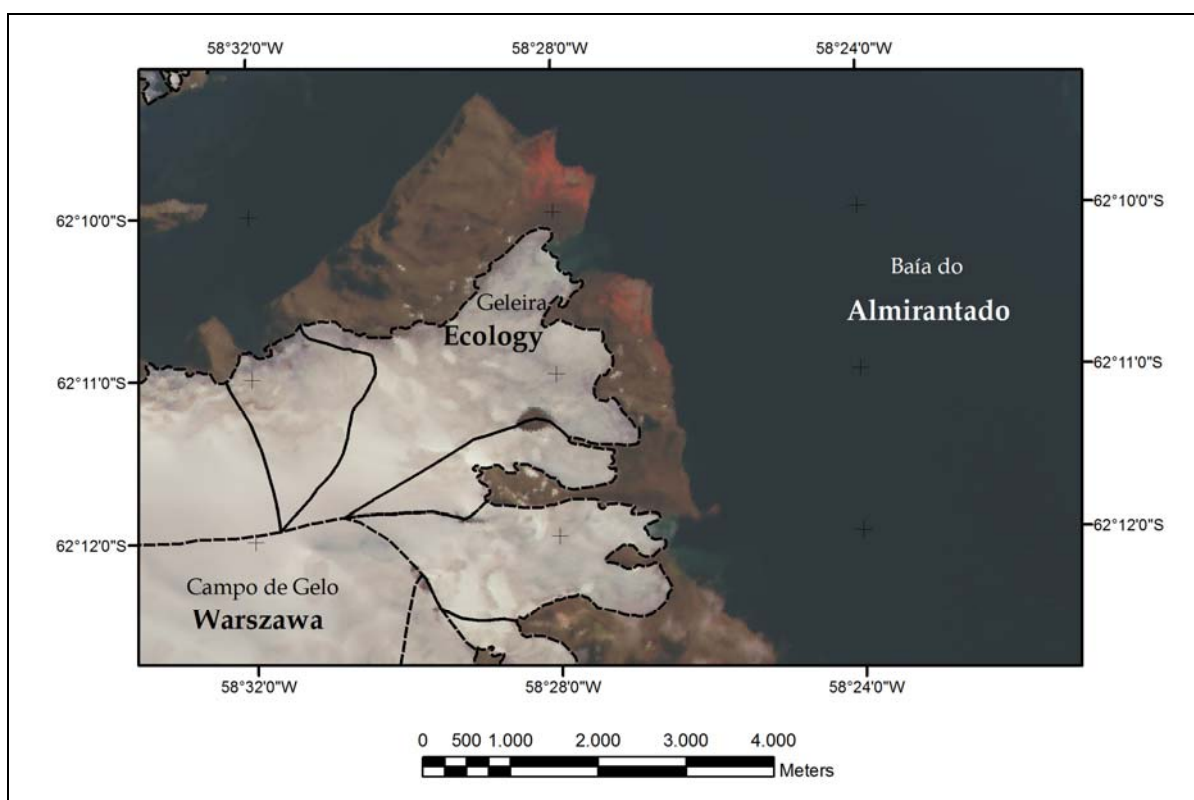 58°32'0"W 58°28'0"W 58°24'0"W
62°10'0"S
62°10'0"S
Baía do
Almirantado
Geleira
Ecology
62°11'0"S
62°11'0"S
62°12'0"S
62°12'0"S
Campo de Gelo
Warszawa
58°32'0"W 58°28'0"W 58°24'0"W
0 500 1.000 2.000 3.000 4.000
Meters